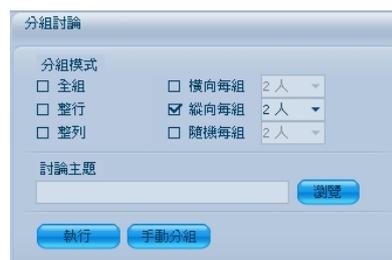 分組討論
分組模式
全組 橫向每組 2 人
整行 縱向每組 2 人
整列 隨機每組 2 人
討論主題
瀏覽
執行 手動分組